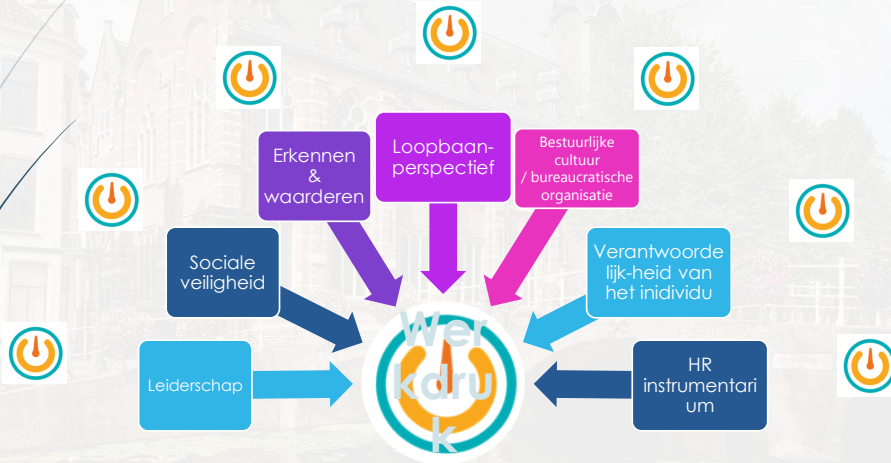 Leiderschap
Sociale
veiligheid
Erkennen
&
waarderen
Loopbaan-
perspectief
Bestuurlijke
cultuur
/ bureaucratische
organisatie
Verantwoorde
lijk-heid van
het inidividu
HR
instrumentari
um
Wer
kdru
k